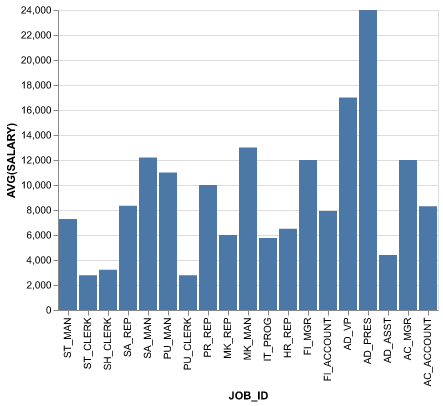 24,000
22,000
20,000
18,000
16,000
14,000
12,000
10,000
8,000
6,000
4,000
2,000
0
AVG(SALARY)
ST_MAN
ST_CLERK
SH_CLERK
SA_REP
SA_MAN
PU_MAN
PU_CLERK
PR_REP
MK_REP
MK_MAN
IT_PROG
HR_REP
FI_MGR
FI_ACCOUNT
AD_VP
AD_PRES
AD_ASST
AC_MGR
AC_ACCOUNT
JOB_ID